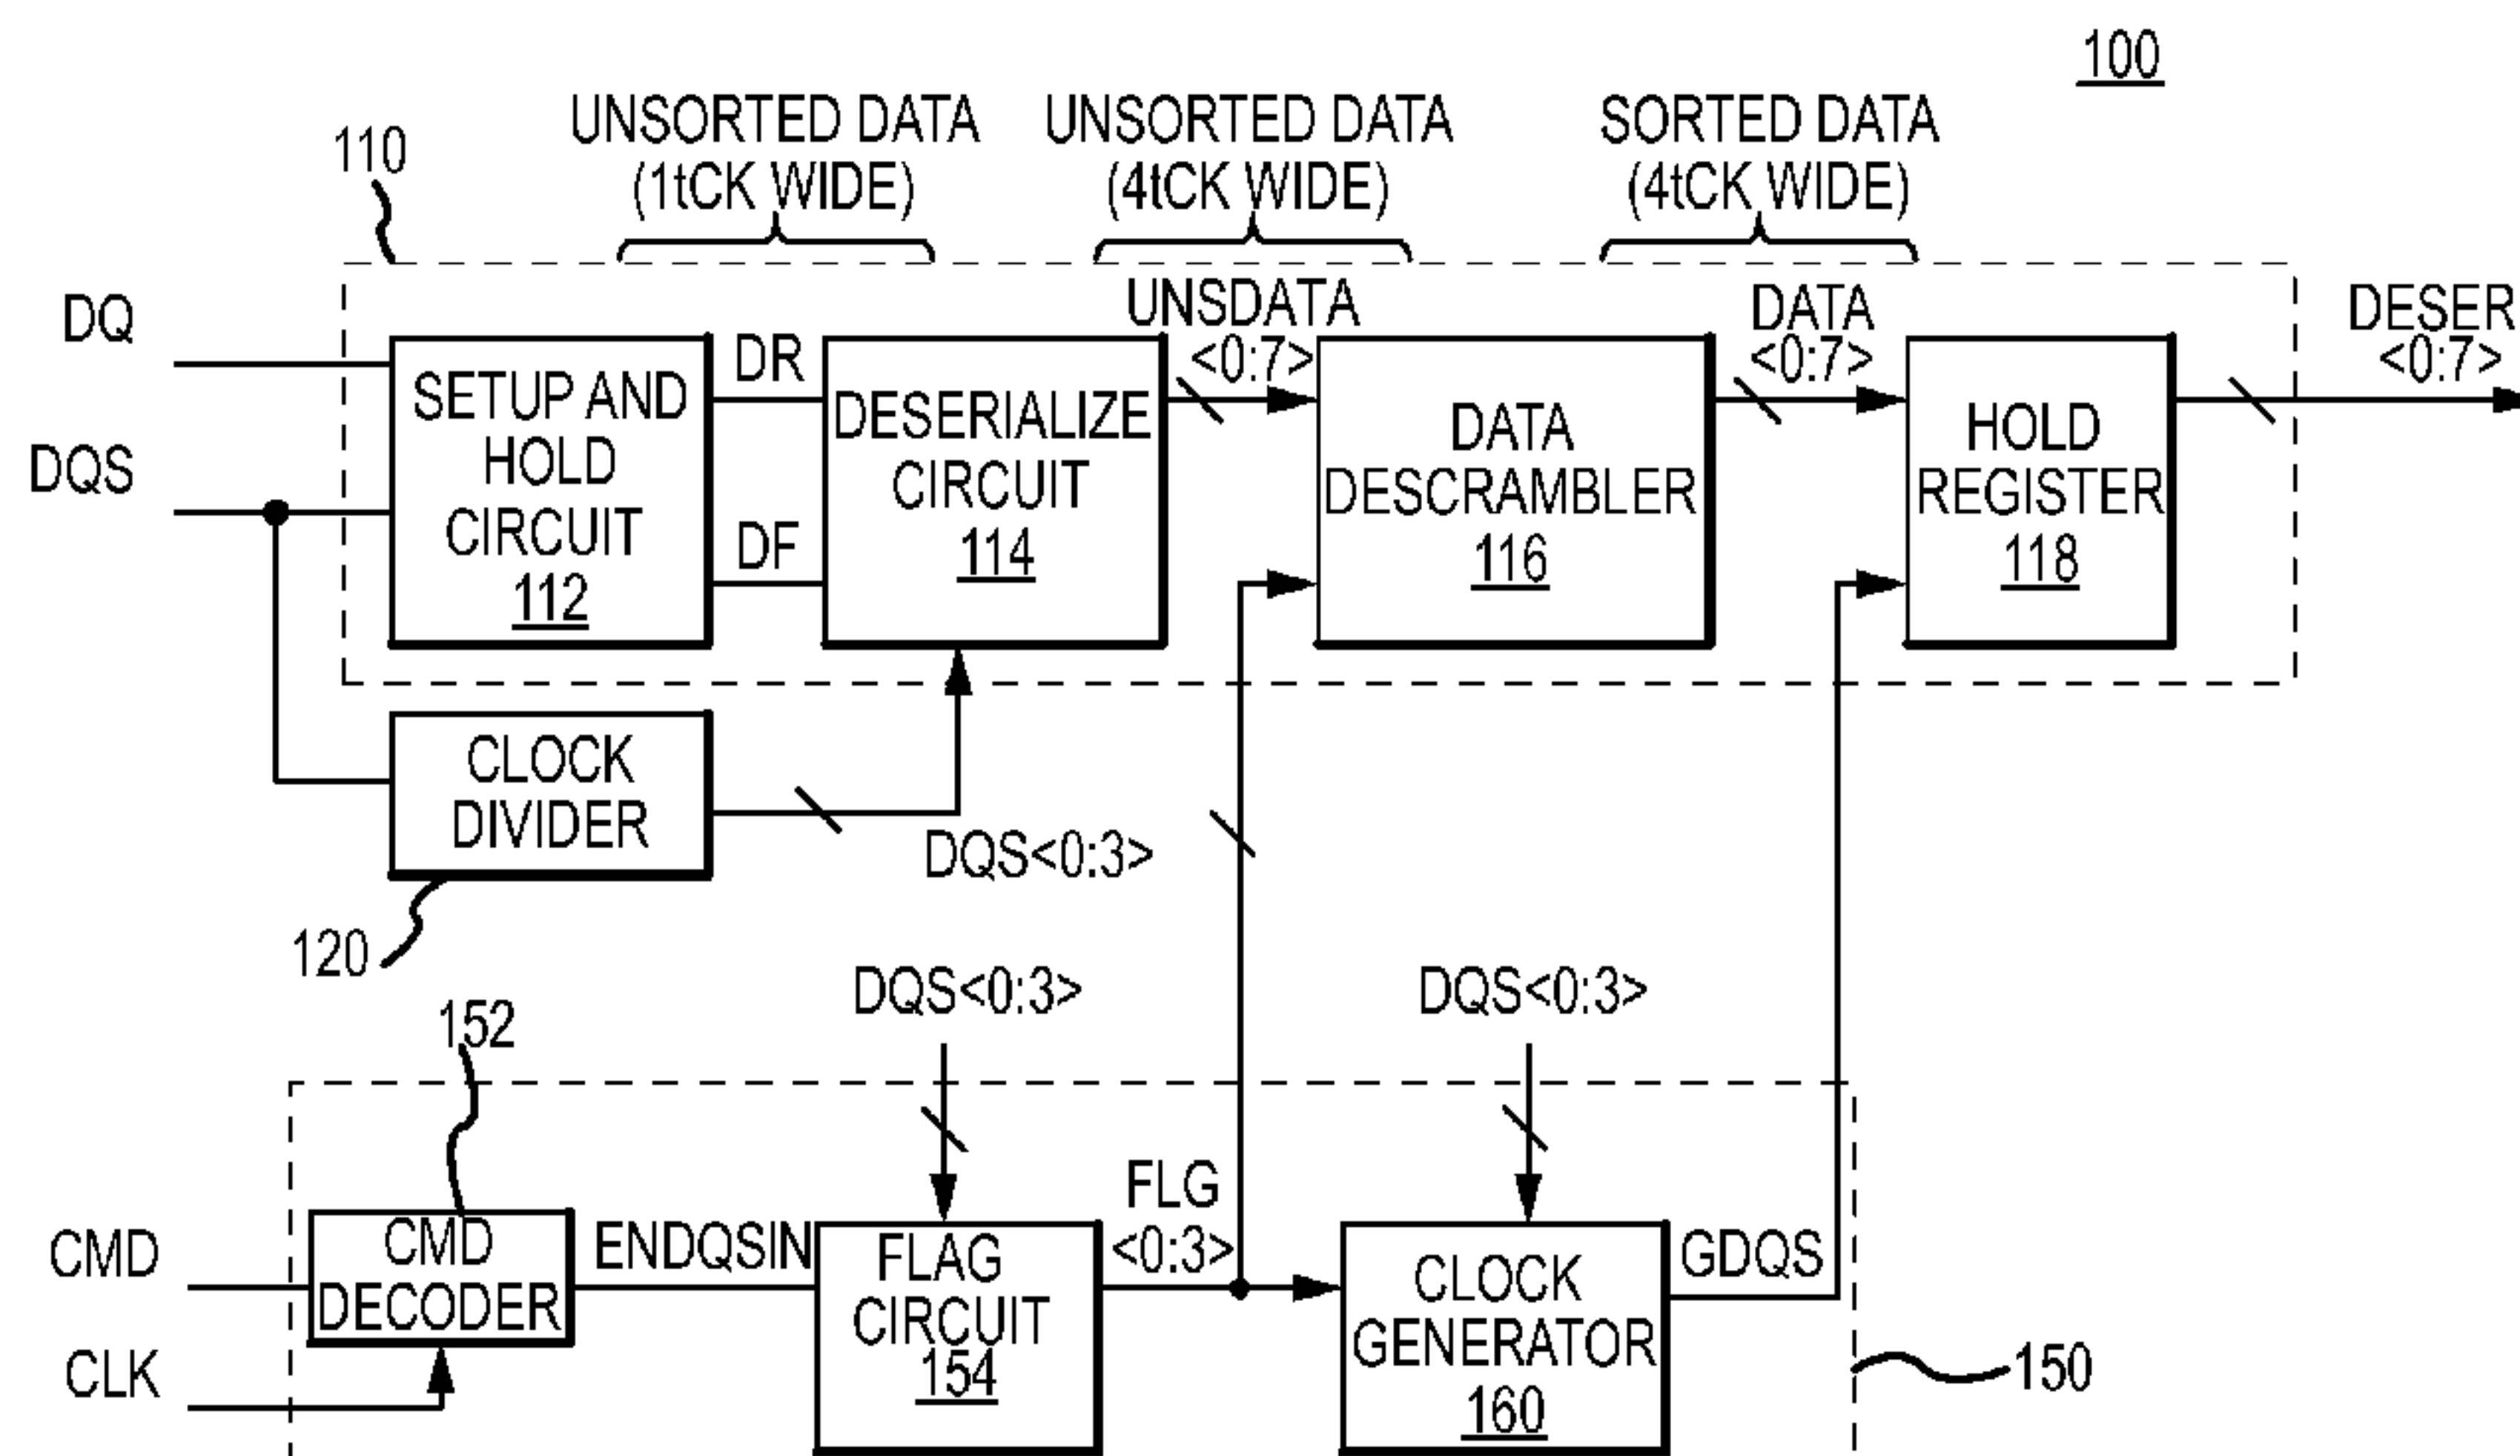 100
UNSORTED DATA
(1tCK WIDE)
UNSORTED DATA
(4tCK WIDE)
SORTED DATA
(4tCK WIDE)
110
DQ
DQS
SETUP AND
HOLD
CIRCUIT
112
DR
DF
DESERIALIZE
CIRCUIT
114
UNSDATA
<0:7>
DATA
DESCRAMBLER
116
DATA
<0:7>
HOLD
REGISTER
118
DESER
<0:7>
CLOCK
DIVIDER
120
DQS<0:3>
DQS<0:3>
DQS<0:3>
152
CMD
CLK
CMD
DECODER
ENDQSIN
FLAG
CIRCUIT
154
FLG
<0:3>
CLOCK
GENERATOR
160
GDQS
150